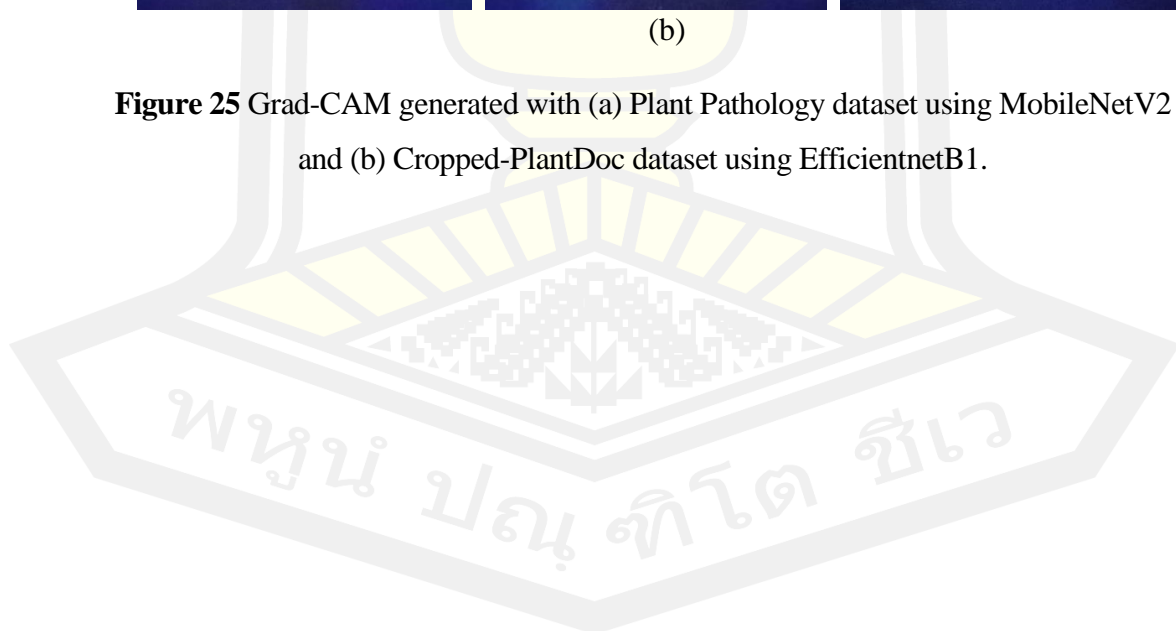 (b)
Figure 25 Grad-CAM generated with (a) Plant Pathology dataset using MobileNetV2
and (b) Cropped-PlantDoc dataset using EfficientnetB1.
พหูนํ ปณฺฑิโต ชีเว